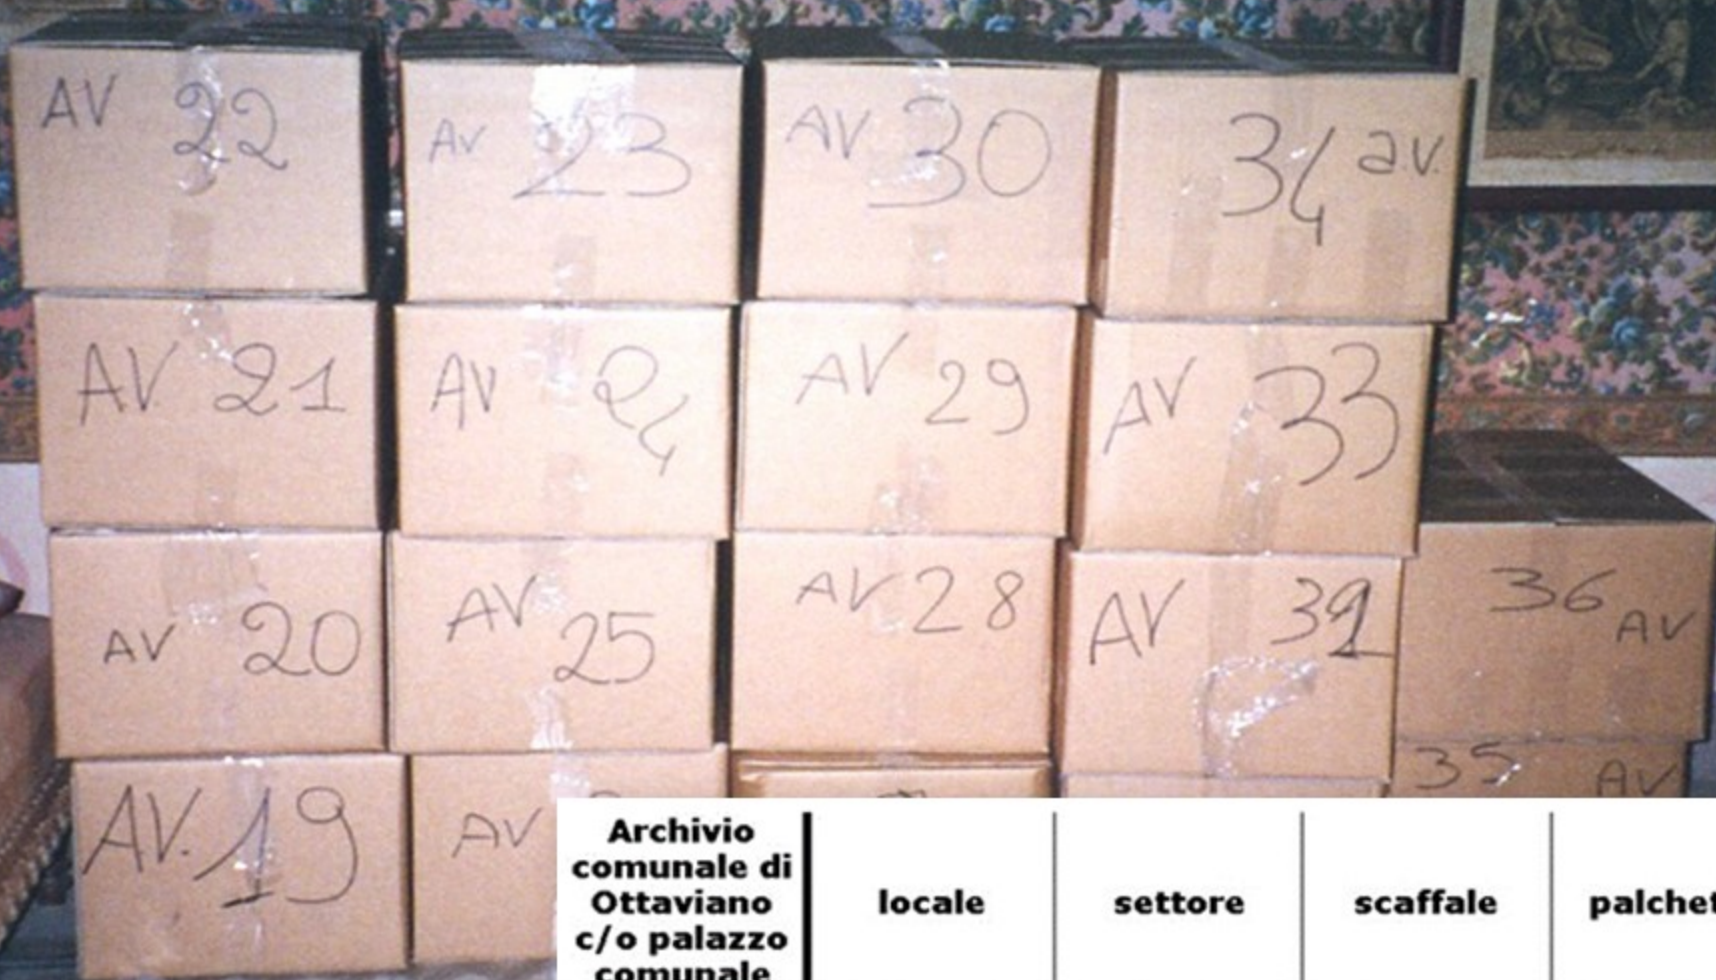 AV 22
AV 23
AV 30
34 a.v.
AV 21
AV 24
AV 29
AV 33
AV 20
AV 25
AV 28
AV
36 AV
35 AV
AV. 19
AV
Archivio
comunale di
Ottaviano
c/o palazzo
comunale
locale
settore
scaffale
palchet